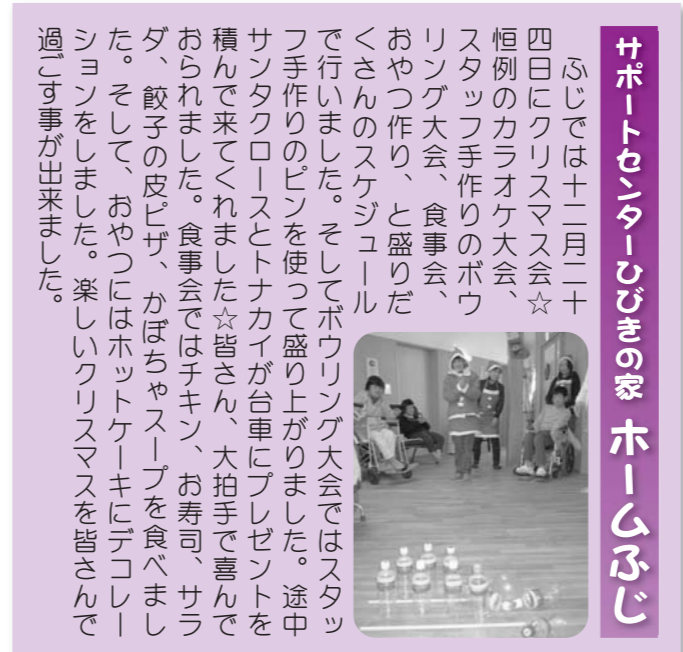 サポートセンターひびきの家 ホームふじ
ふじでは十二月二十
四日にクリスマス会☆
恒例のカラオケ大会、
スタッフ手作りのボウ
リング大会、食事会、
おやつ作り、と盛りだ
くさんのスケジュール
で行いました。そしてボウリング大会ではスタッ
フ手作りのピンを使って盛り上がりました。途中
サンタクロースとトナカイが台車にプレゼントを
積んで来てくれました☆皆さん、大拍手で喜んで
おられました。食事会ではチキン、お寿司、サラ
ダ、餃子の皮ピザ、かぼちゃスープを食べまし
た。そして、おやつにはホットケーキにデコレー
ションをしました。楽しいクリスマスを皆さんで
過ごす事が出来ました。